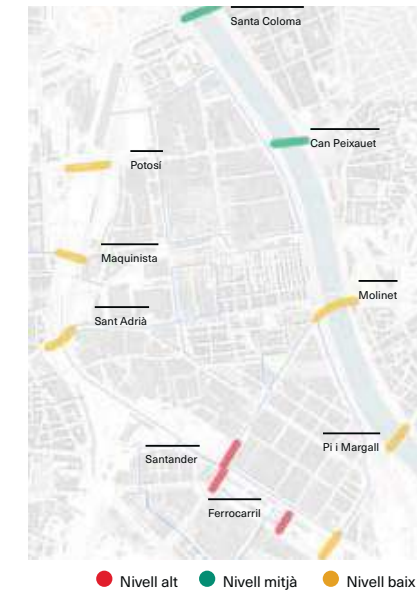 Santa Coloma
Can Peixauet
Potosí
Maquinista
Molinet
Sant Adrià
Pi i Margall
Santander
Ferrocarril
Nivell alt
Nivell mitjà
Nivell baix